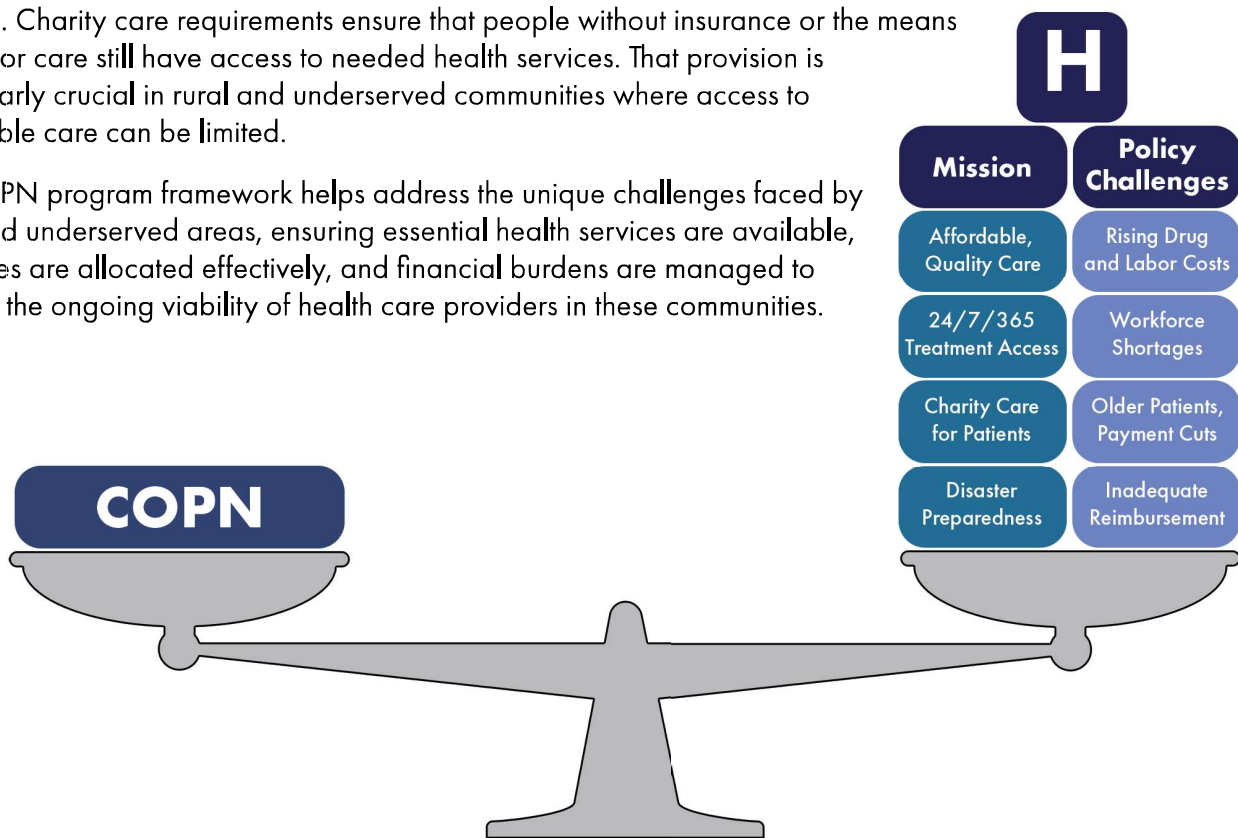 . Charity care requirements ensure that people without insurance or the means
or care still have access to needed health services. That provision is
arly crucial in rural and underserved communities where access to
ble care can be limited.
PN program framework helps address the unique challenges faced by
d underserved areas, ensuring essential health services are available,
es are allocated effectively, and financial burdens are managed to
the ongoing viability of health care providers in these communities.
H
Mission
Policy
Challenges
Affordable,
Quality Care
Rising Drug
and Labor Costs
24/7/365
Treatment Access
Workforce
Shortages
Charity Care
for Patients
Older Patients,
Payment Cuts
Disaster
Preparedness
Inadequate
Reimbursement
COPN